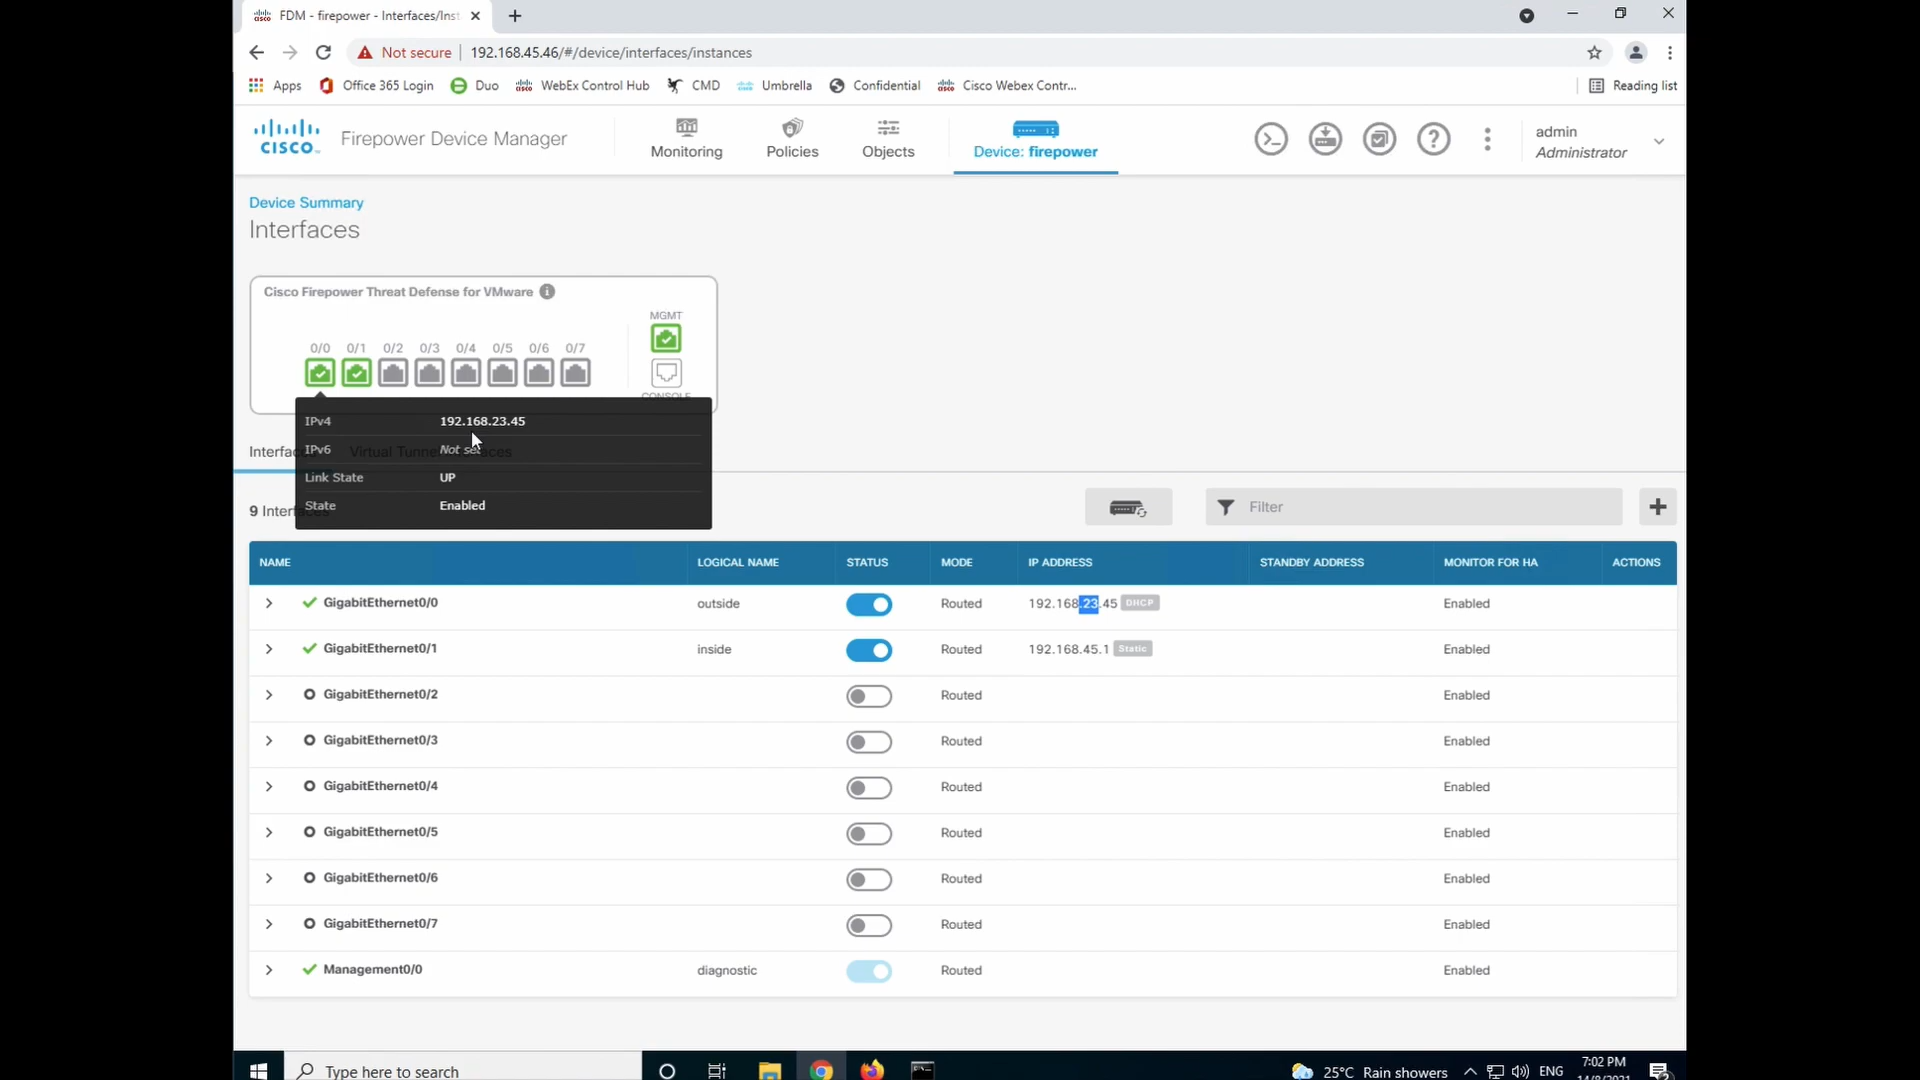 FDM - firepower - Interfaces/Inst
Not secure
192.168.45.46/#/device/interfaces/instances
Apps
Office 365 Login
Duo
WebEx Control Hub
CMD
Umbrella
Confidential
Cisco Webex Contr...
Reading list
CISCO
Firepower Device Manager
Monitoring
Policies
Objects
Device: firepower
admin
Administrator
Device Summary
Interfaces
Cisco Firepower Threat Defense for VMware
MGMT
0/0 0/1 0/2 0/3 0/4 0/5 0/6 0/7
CONSOLE
IPv4 192.168.23.45
IPv6 Not set
Link State UP
State Enabled
Interfaces
Virtual Tunnel Interfaces
9 Interfaces
Filter
NAME LOGICAL NAME STATUS MODE IP ADDRESS STANDBY ADDRESS MONITOR FOR HA ACTIONS
GigabitEthernet0/0 outside Routed 192.168.23.45 DHCP Enabled
GigabitEthernet0/1 inside Routed 192.168.45.1 Static Enabled
GigabitEthernet0/2 Routed Enabled
GigabitEthernet0/3 Routed Enabled
GigabitEthernet0/4 Routed Enabled
GigabitEthernet0/5 Routed Enabled
GigabitEthernet0/6 Routed Enabled
GigabitEthernet0/7 Routed Enabled
Management0/0 diagnostic Routed Enabled
Type here to search
25°C Rain showers
ENG
7:02 PM